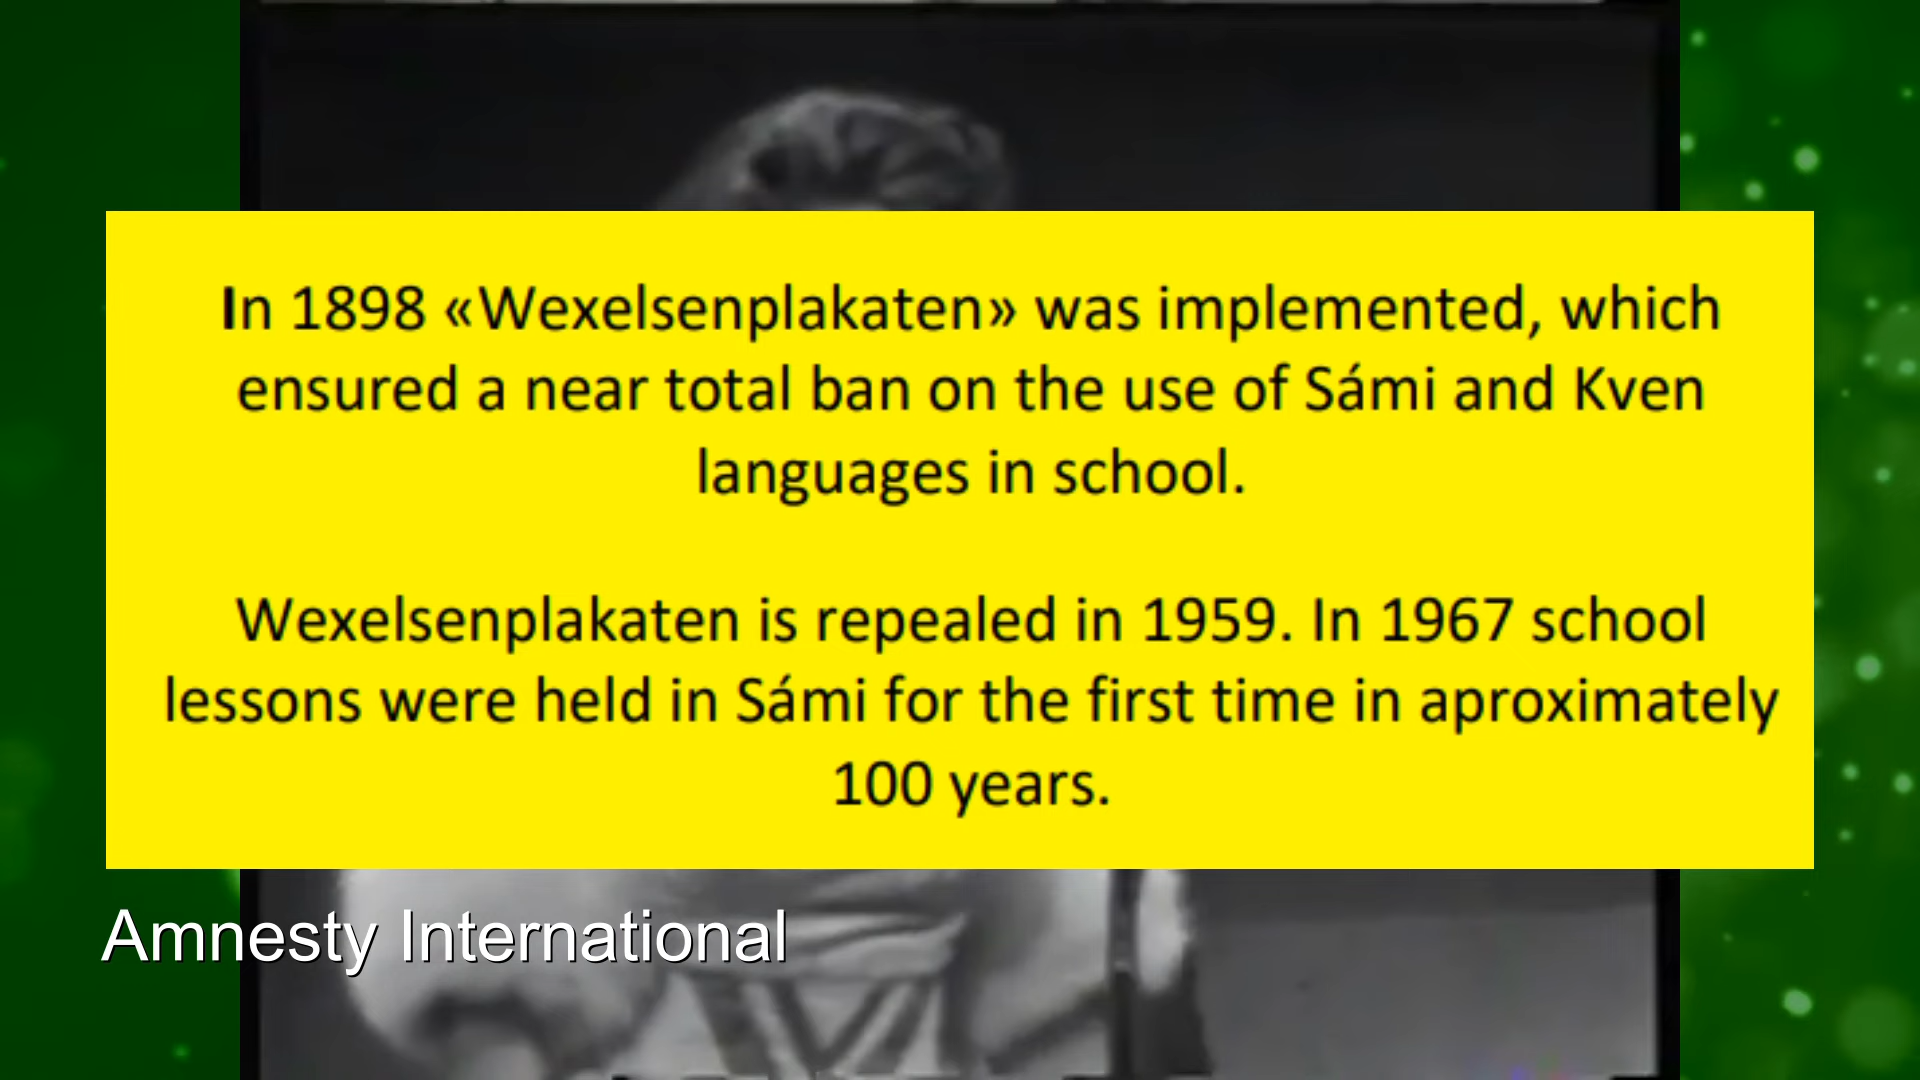 In 1898 «Wexelsenplakaten» was implemented, which
ensured a near total ban on the use of Sámi and Kven
languages in school.
Wexelsenplakaten is repealed in 1959. In 1967 school
lessons were held in Sámi for the first time in aproximately
100 years.
Amnesty International